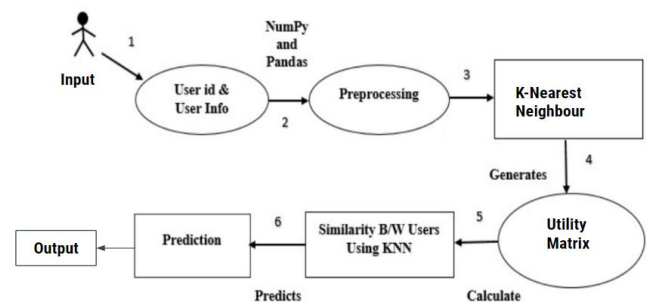 NumPy
and
Pandas
1
Input
User id &
User Info
2
Preprocessing
3
K-Nearest
Neighbour
4
Generates
Utility
Matrix
5
Calculate
Similarity B/W Users
Using KNN
6
Predicts
Prediction
Output